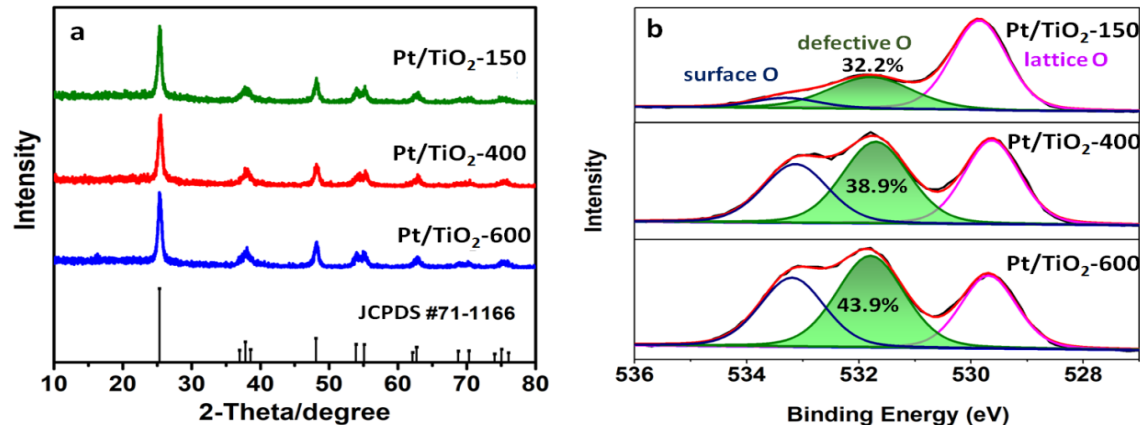 a
Pt/TiO₂-150
Pt/TiO₂-400
Pt/TiO₂-600
JCPDS #71-1166
Intensity
10 20 30 40 50 60 70 80
2-Theta/degree
b
Pt/TiO₂-150
defective O
32.2%
surface O
lattice O
Pt/TiO₂-400
38.9%
Pt/TiO₂-600
43.9%
Intensity
536 534 532 530 528
Binding Energy (eV)